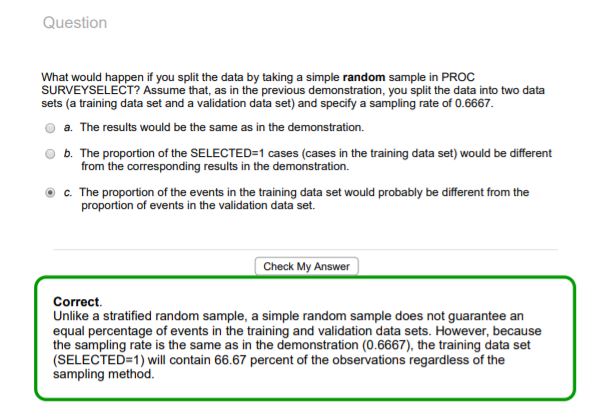 Question
What would happen if you split the data by taking a simple random sample in PROC
SURVEYSELECT? Assume that, as in the previous demonstration, you split the data into two data
sets (a training data set and a validation data set) and specify a sampling rate of 0.6667.
a. The results would be the same as in the demonstration.
b. The proportion of the SELECTED=1 cases (cases in the training data set) would be different
from the corresponding results in the demonstration.
c. The proportion of the events in the training data set would probably be different from the
proportion of events in the validation data set.
Check My Answer
Correct.
Unlike a stratified random sample, a simple random sample does not guarantee an
equal percentage of events in the training and validation data sets. However, because
the sampling rate is the same as in the demonstration (0.6667), the training data set
(SELECTED=1) will contain 66.67 percent of the observations regardless of the
sampling method.